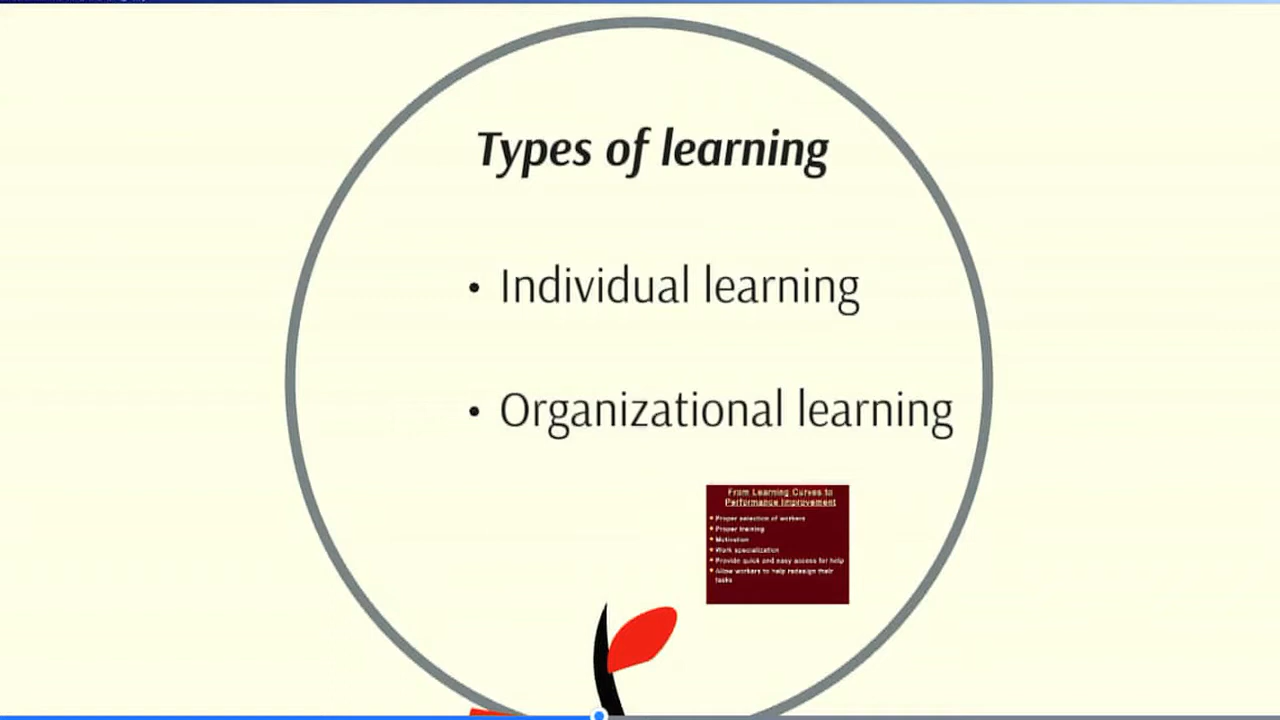 Types of learning
• Individual learning
• Organizational learning
From Learning Curves to
Performance Improvement
• Proper selection of workers
• Proper training
• Motivation
• Work specialization
• Provide quick and easy access for help
• Allow workers to help redesign their
tasks